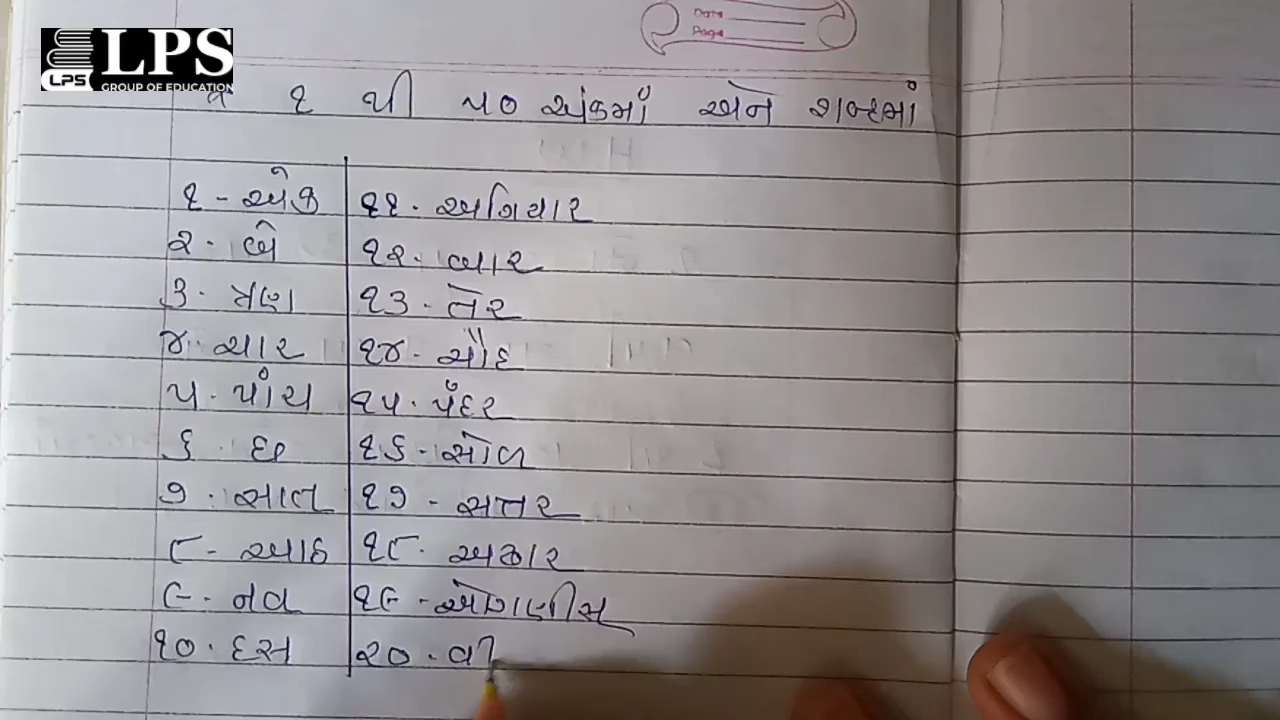 LPS
LPS
GROUP OF EDUCATION
Date
Page
૧ થી ૫૦ અંકમાં અેન શબ્દમાં
૧ - એક
૨. બે
૩. ત્રણ
૪. ચાર
૫. પાંચ
૬. છ
૭. સાત
૮ - આઠ
૯. નવ
૧૦. દસ
૧૧. અગિયાર
૧૨. બાર
૧૩. તેર
૧૪. ચૌદ
૧૫. પંદર
૧૬. સોળ
૧૭ - સત્તર
૧૮. અઢાર
૧૯ - ઓગણીસ
૨૦. વી